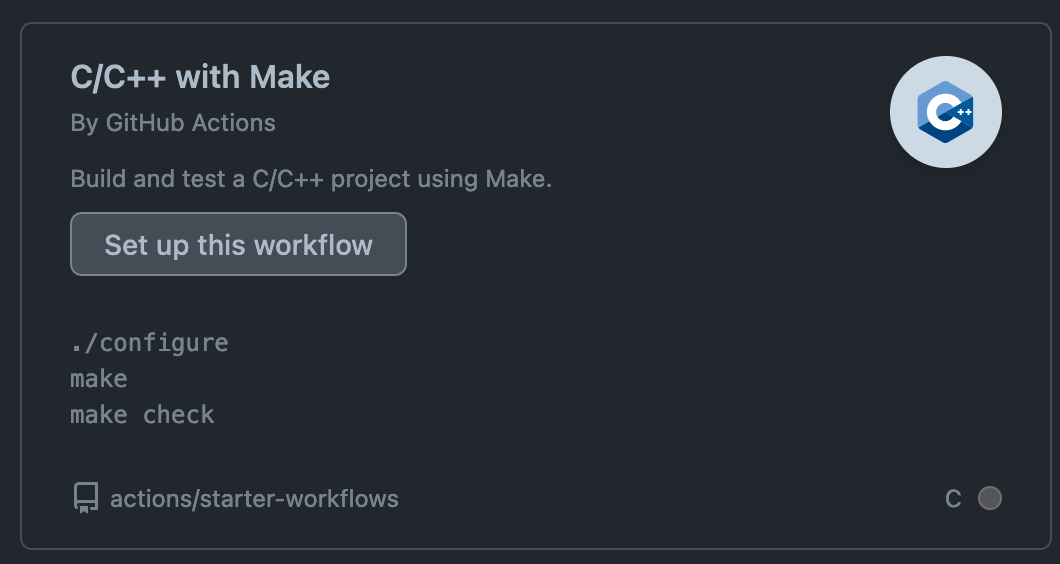 C/C++ with Make
By GitHub Actions
Build and test a C/C++ project using Make.
Set up this workflow
./configure
make
make check
actions/starter-workflows
C
C++